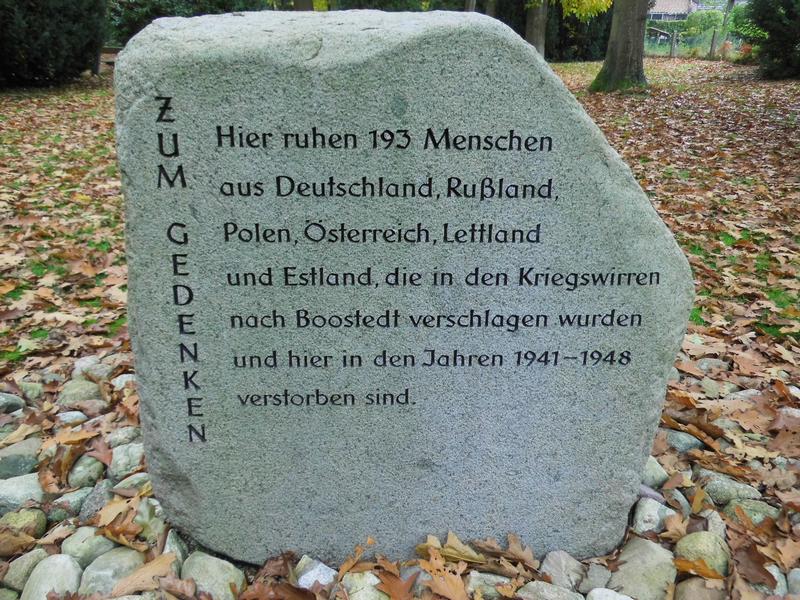 ZUM GEDENKEN
Hier ruhen 193 Menschen
aus Deutschland, Rußland,
Polen, Österreich, Lettland
und Estland, die in den Kriegswirren
nach Boostedt verschlagen wurden
und hier in den Jahren 1941–1948
verstorben sind.